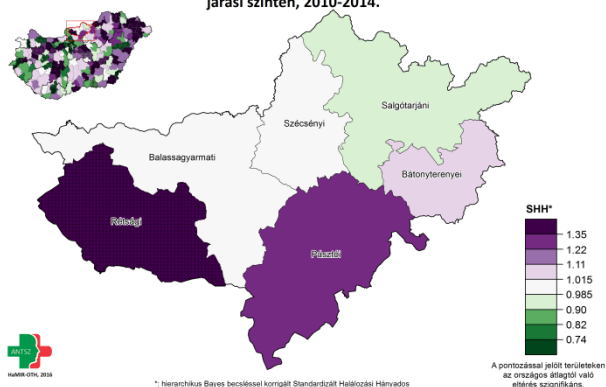 járási szinten, 2010-2014.
Salgótarjáni
Szécsényi
Balassagyarmati
Bátonyterenyei
Rétsági
Pásztói
SHH*
1.35
1.22
1.11
1.015
0.985
0.90
0.82
0.74
ANTSZ
HaMIR-OTH, 2016
A pontozással jelölt területeken
az országos átlagtól való
eltérés szignifikáns.
*: hierarchikus Bayes becsléssel korrigált Standardizált Halálozási Hányados